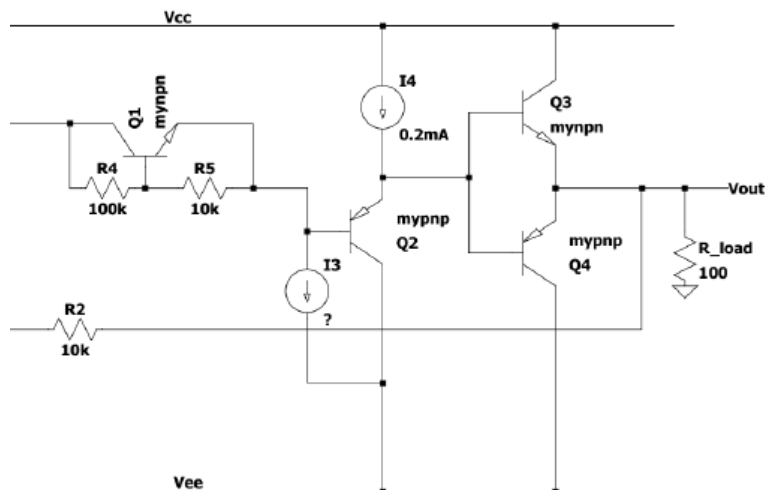 Vcc
I4
Q1
mynpn
Q3
0.2mA
mynpn
R4
R5
100k
10k
Vout
mypnp
mypnp
Q2
R_load
Q4
I3
100
R2
?
10k
Vee